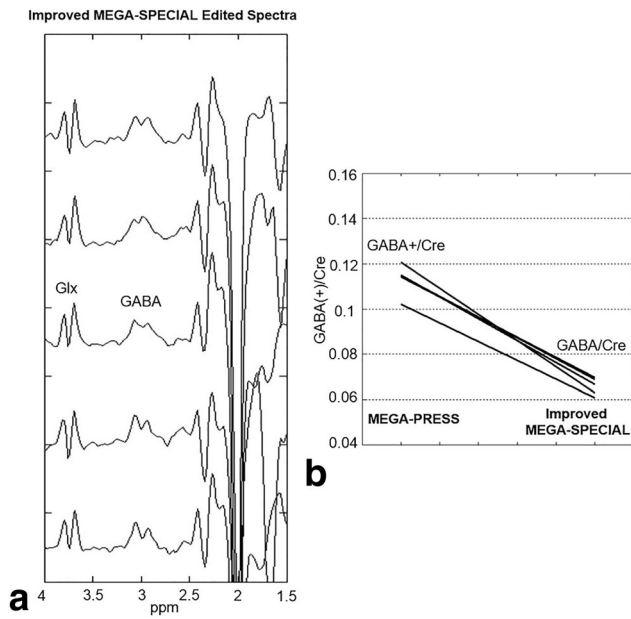 Improved MEGA-SPECIAL Edited Spectra
Glx
GABA
4 3.5 3 2.5 2 1.5
ppm
a
0.16
0.14
0.12
0.1
0.08
0.06
0.04
GABA(+)/Cre
GABA+/Cre
GABA/Cre
MEGA-PRESS
Improved
MEGA-SPECIAL
b